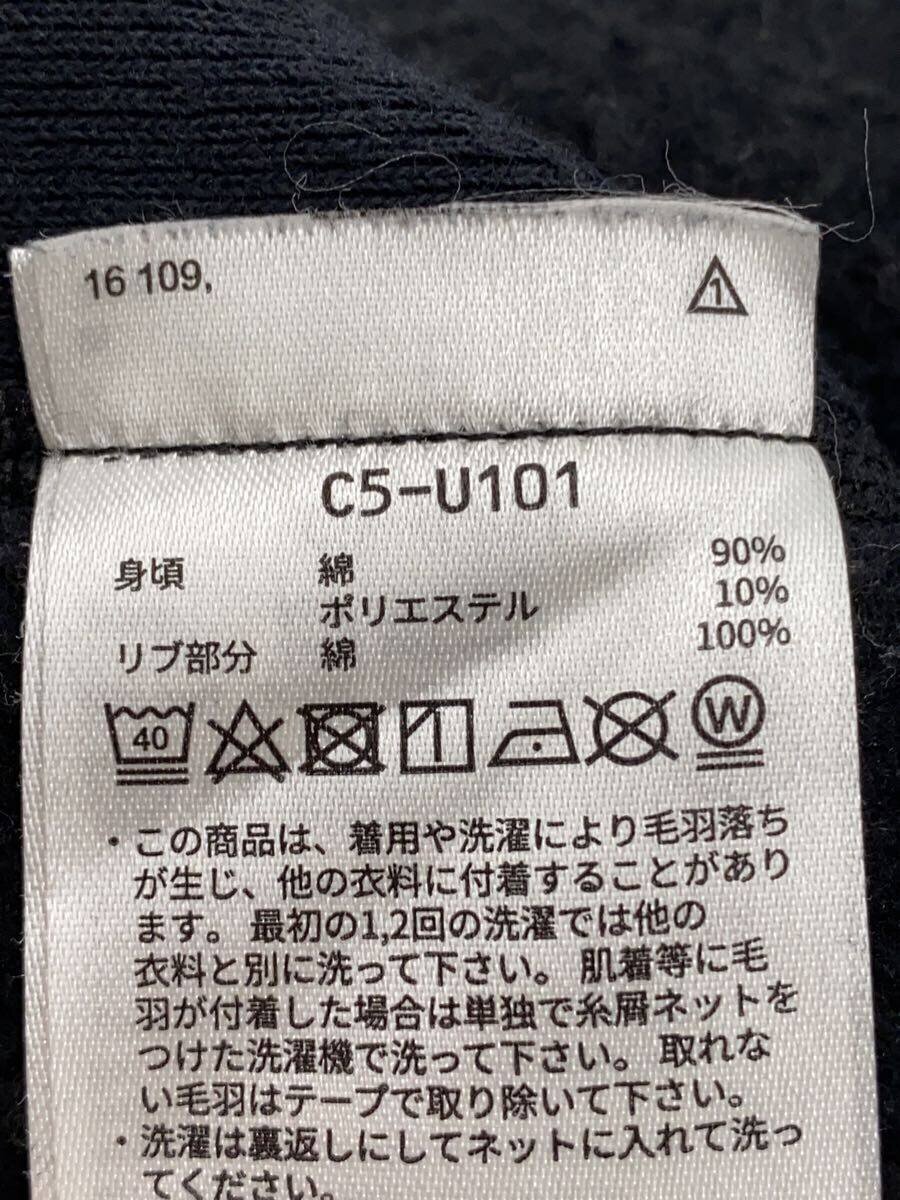 16 109,
1
C5-U101
身頃 綿 90%
ポリエステル 10%
リブ部分 綿 100%
40 W
・この商品は、着用や洗濯により毛羽落ち
が生じ、他の衣料に付着することがあり
ます。最初の1,2回の洗濯では他の
衣料と別に洗って下さい。肌着等に毛
羽が付着した場合は単独で糸屑ネットを
つけた洗濯機で洗って下さい。取れな
い毛羽はテープで取り除いて下さい。
・洗濯は裏返しにしてネットに入れて洗っ
てください。